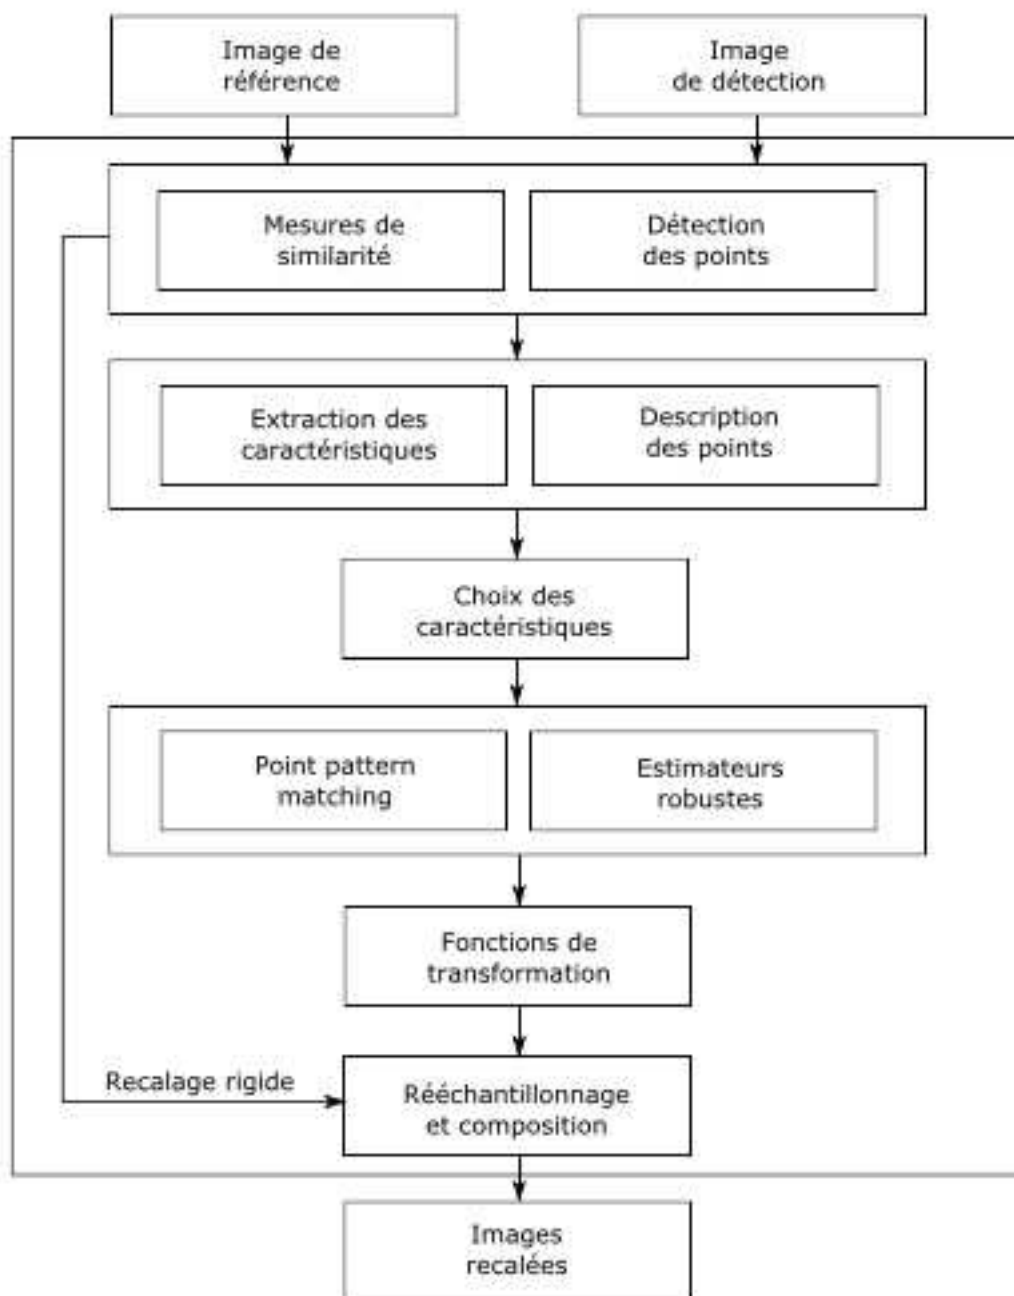 Image de
référence
Image
de détection
Mesures de
similarité
Détection
des points
Extraction des
caractéristiques
Description
des points
Choix des
caractéristiques
Point pattern
matching
Estimateurs
robustes
Fonctions de
transformation
Recalage rigide
Rééchantillonnage
et composition
Images
recalées